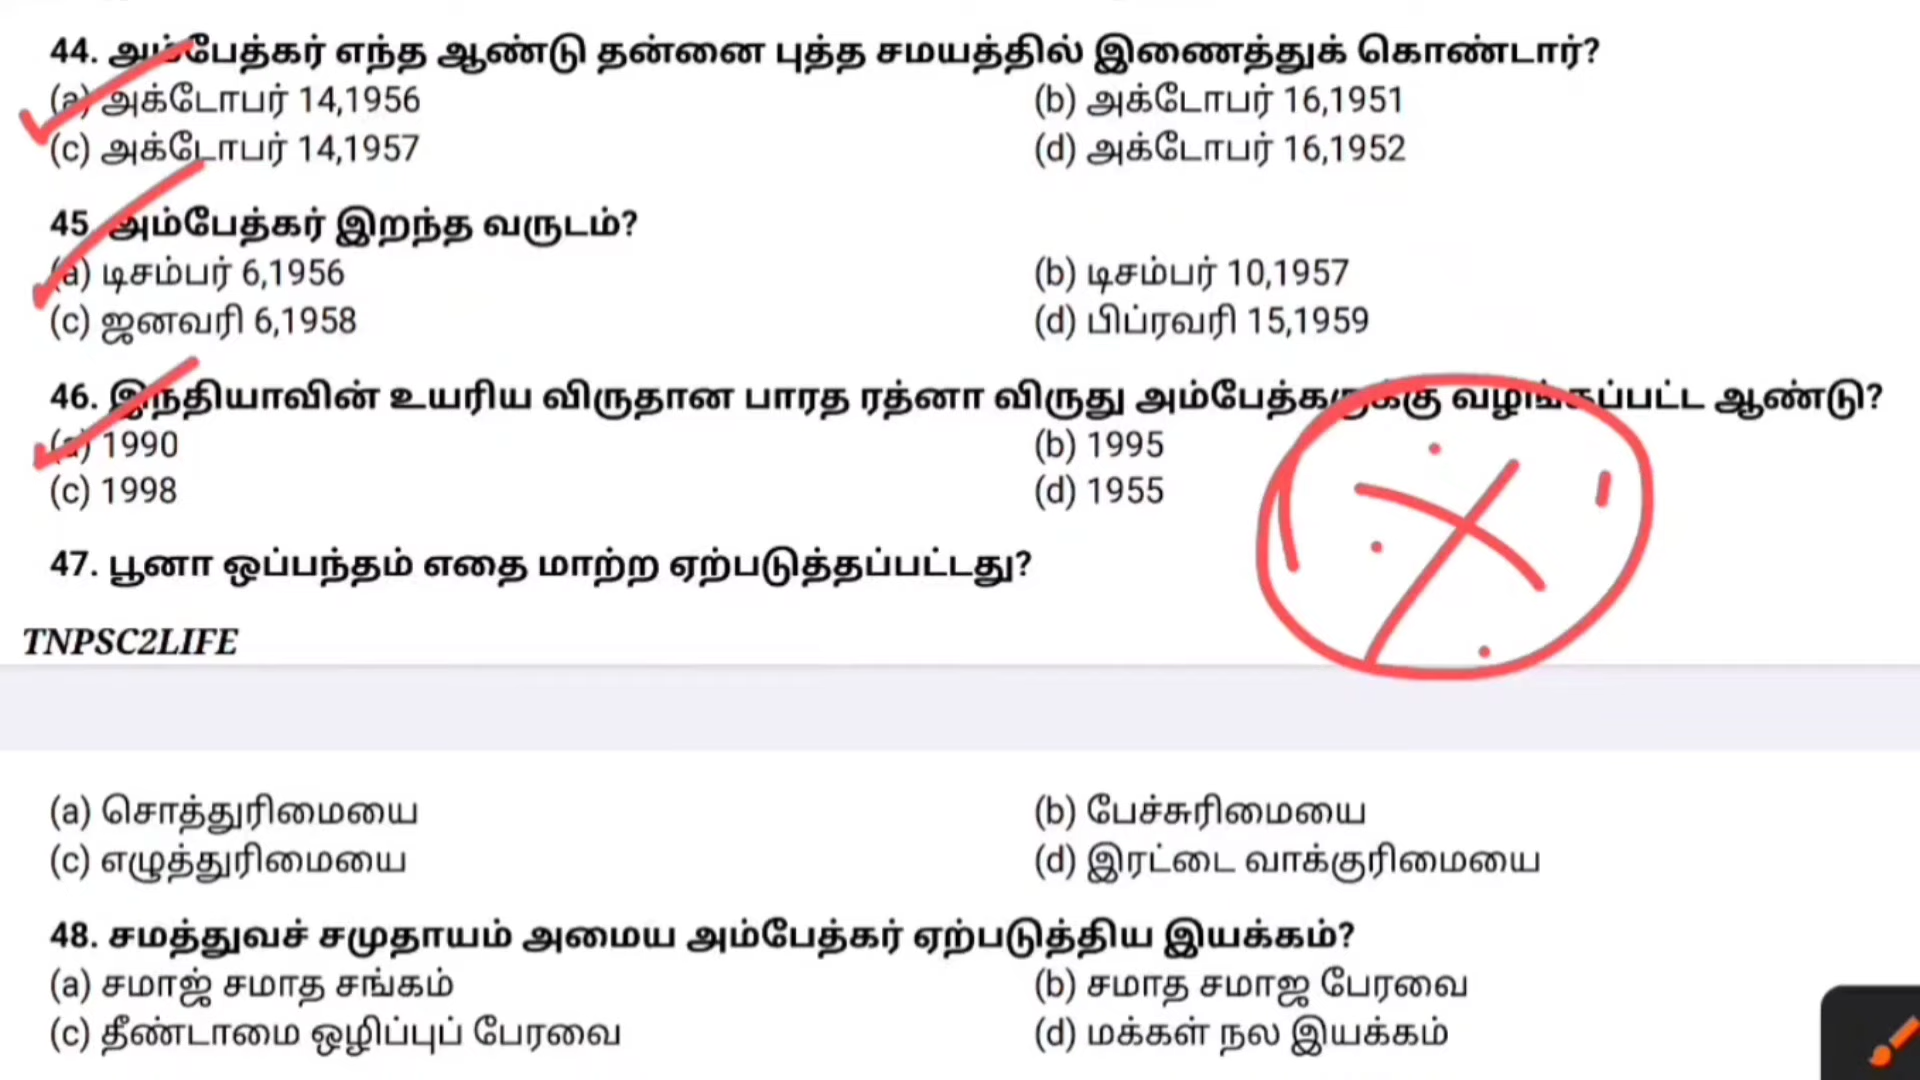 44. அம்பேத்கர் எந்த ஆண்டு தன்னை புத்த சமயத்தில் இணைத்துக் கொண்டார்?
(a) அக்டோபர் 14,1956 (b) அக்டோபர் 16,1951
(c) அக்டோபர் 14,1957 (d) அக்டோபர் 16,1952
45. அம்பேத்கர் இறந்த வருடம்?
(a) டிசம்பர் 6,1956 (b) டிசம்பர் 10,1957
(c) ஜனவரி 6,1958 (d) பிப்ரவரி 15,1959
46. இந்தியாவின் உயரிய விருதான பாரத ரத்னா விருது அம்பேத்கருக்கு வழங்கப்பட்ட ஆண்டு?
(a) 1990 (b) 1995
(c) 1998 (d) 1955
47. பூனா ஒப்பந்தம் எதை மாற்ற ஏற்படுத்தப்பட்டது?
TNPSC2LIFE
(a) சொத்துரிமையை (b) பேச்சுரிமையை
(c) எழுத்துரிமையை (d) இரட்டை வாக்குரிமையை
48. சமத்துவச் சமுதாயம் அமைய அம்பேத்கர் ஏற்படுத்திய இயக்கம்?
(a) சமாஜ் சமாத சங்கம் (b) சமாத சமாஜ பேரவை
(c) தீண்டாமை ஒழிப்புப் பேரவை (d) மக்கள் நல இயக்கம்